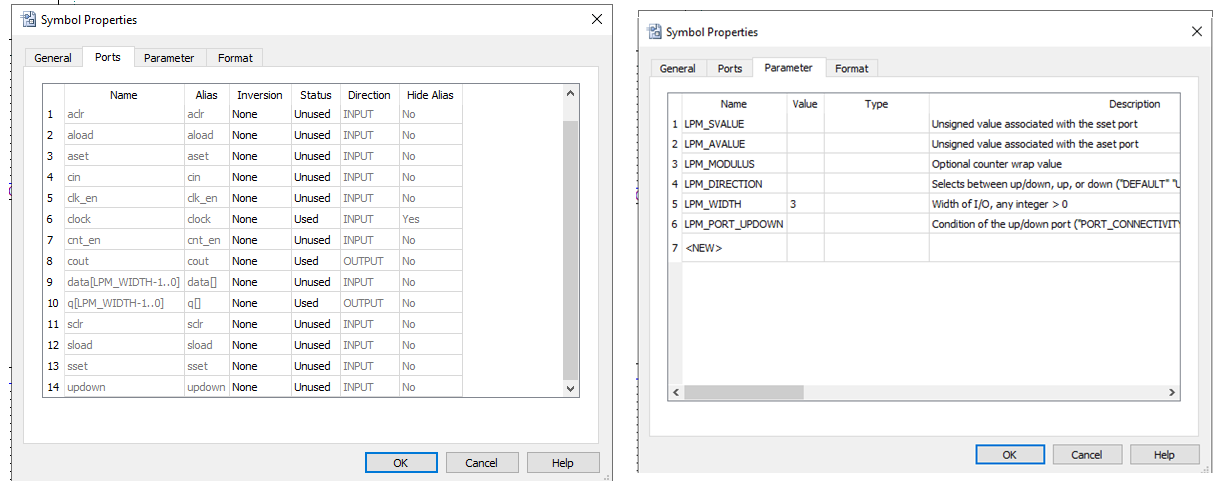 Symbol Properties
General Ports Parameter Format
Name Alias Inversion Status Direction Hide Alias
1 aclr aclr None Unused INPUT No
2 aload aload None Unused INPUT No
3 aset aset None Unused INPUT No
4 cin cin None Unused INPUT No
5 clk_en clk_en None Unused INPUT No
6 clock clock None Used INPUT Yes
7 cnt_en cnt_en None Unused INPUT No
8 cout cout None Used OUTPUT No
9 data[LPM_WIDTH-1..0] data[] None Unused INPUT No
10 q[LPM_WIDTH-1..0] q[] None Used OUTPUT No
11 sclr sclr None Unused INPUT No
12 sload sload None Unused INPUT No
13 sset sset None Unused INPUT No
14 updown updown None Unused INPUT No
OK Cancel Help
Symbol Properties
General Ports Parameter Format
Name Value Type Description
1 LPM_SVALUE Unsigned value associated with the sset port
2 LPM_AVALUE Unsigned value associated with the aset port
3 LPM_MODULUS Optional counter wrap value
4 LPM_DIRECTION Selects between up/down, up, or down ("DEFAULT" "U
5 LPM_WIDTH 3 Width of I/O, any integer > 0
6 LPM_PORT_UPDOWN Condition of the up/down port ("PORT_CONNECTIVITY
7 <NEW>
OK Cancel Help